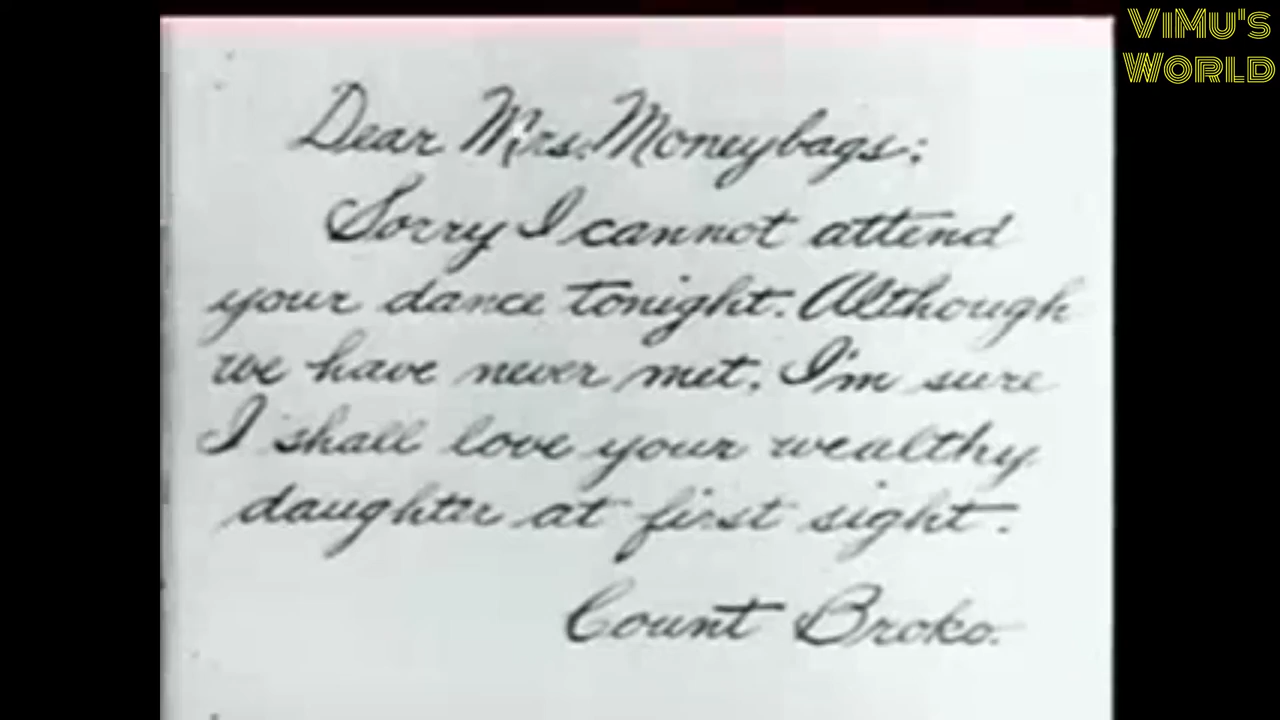 Dear Mrs. Moneybags:
Sorry I cannot attend
your dance tonight. Although
we have never met, I'm sure
I shall love your wealthy
daughter at first sight.
Count Broko.
ViMu's
World